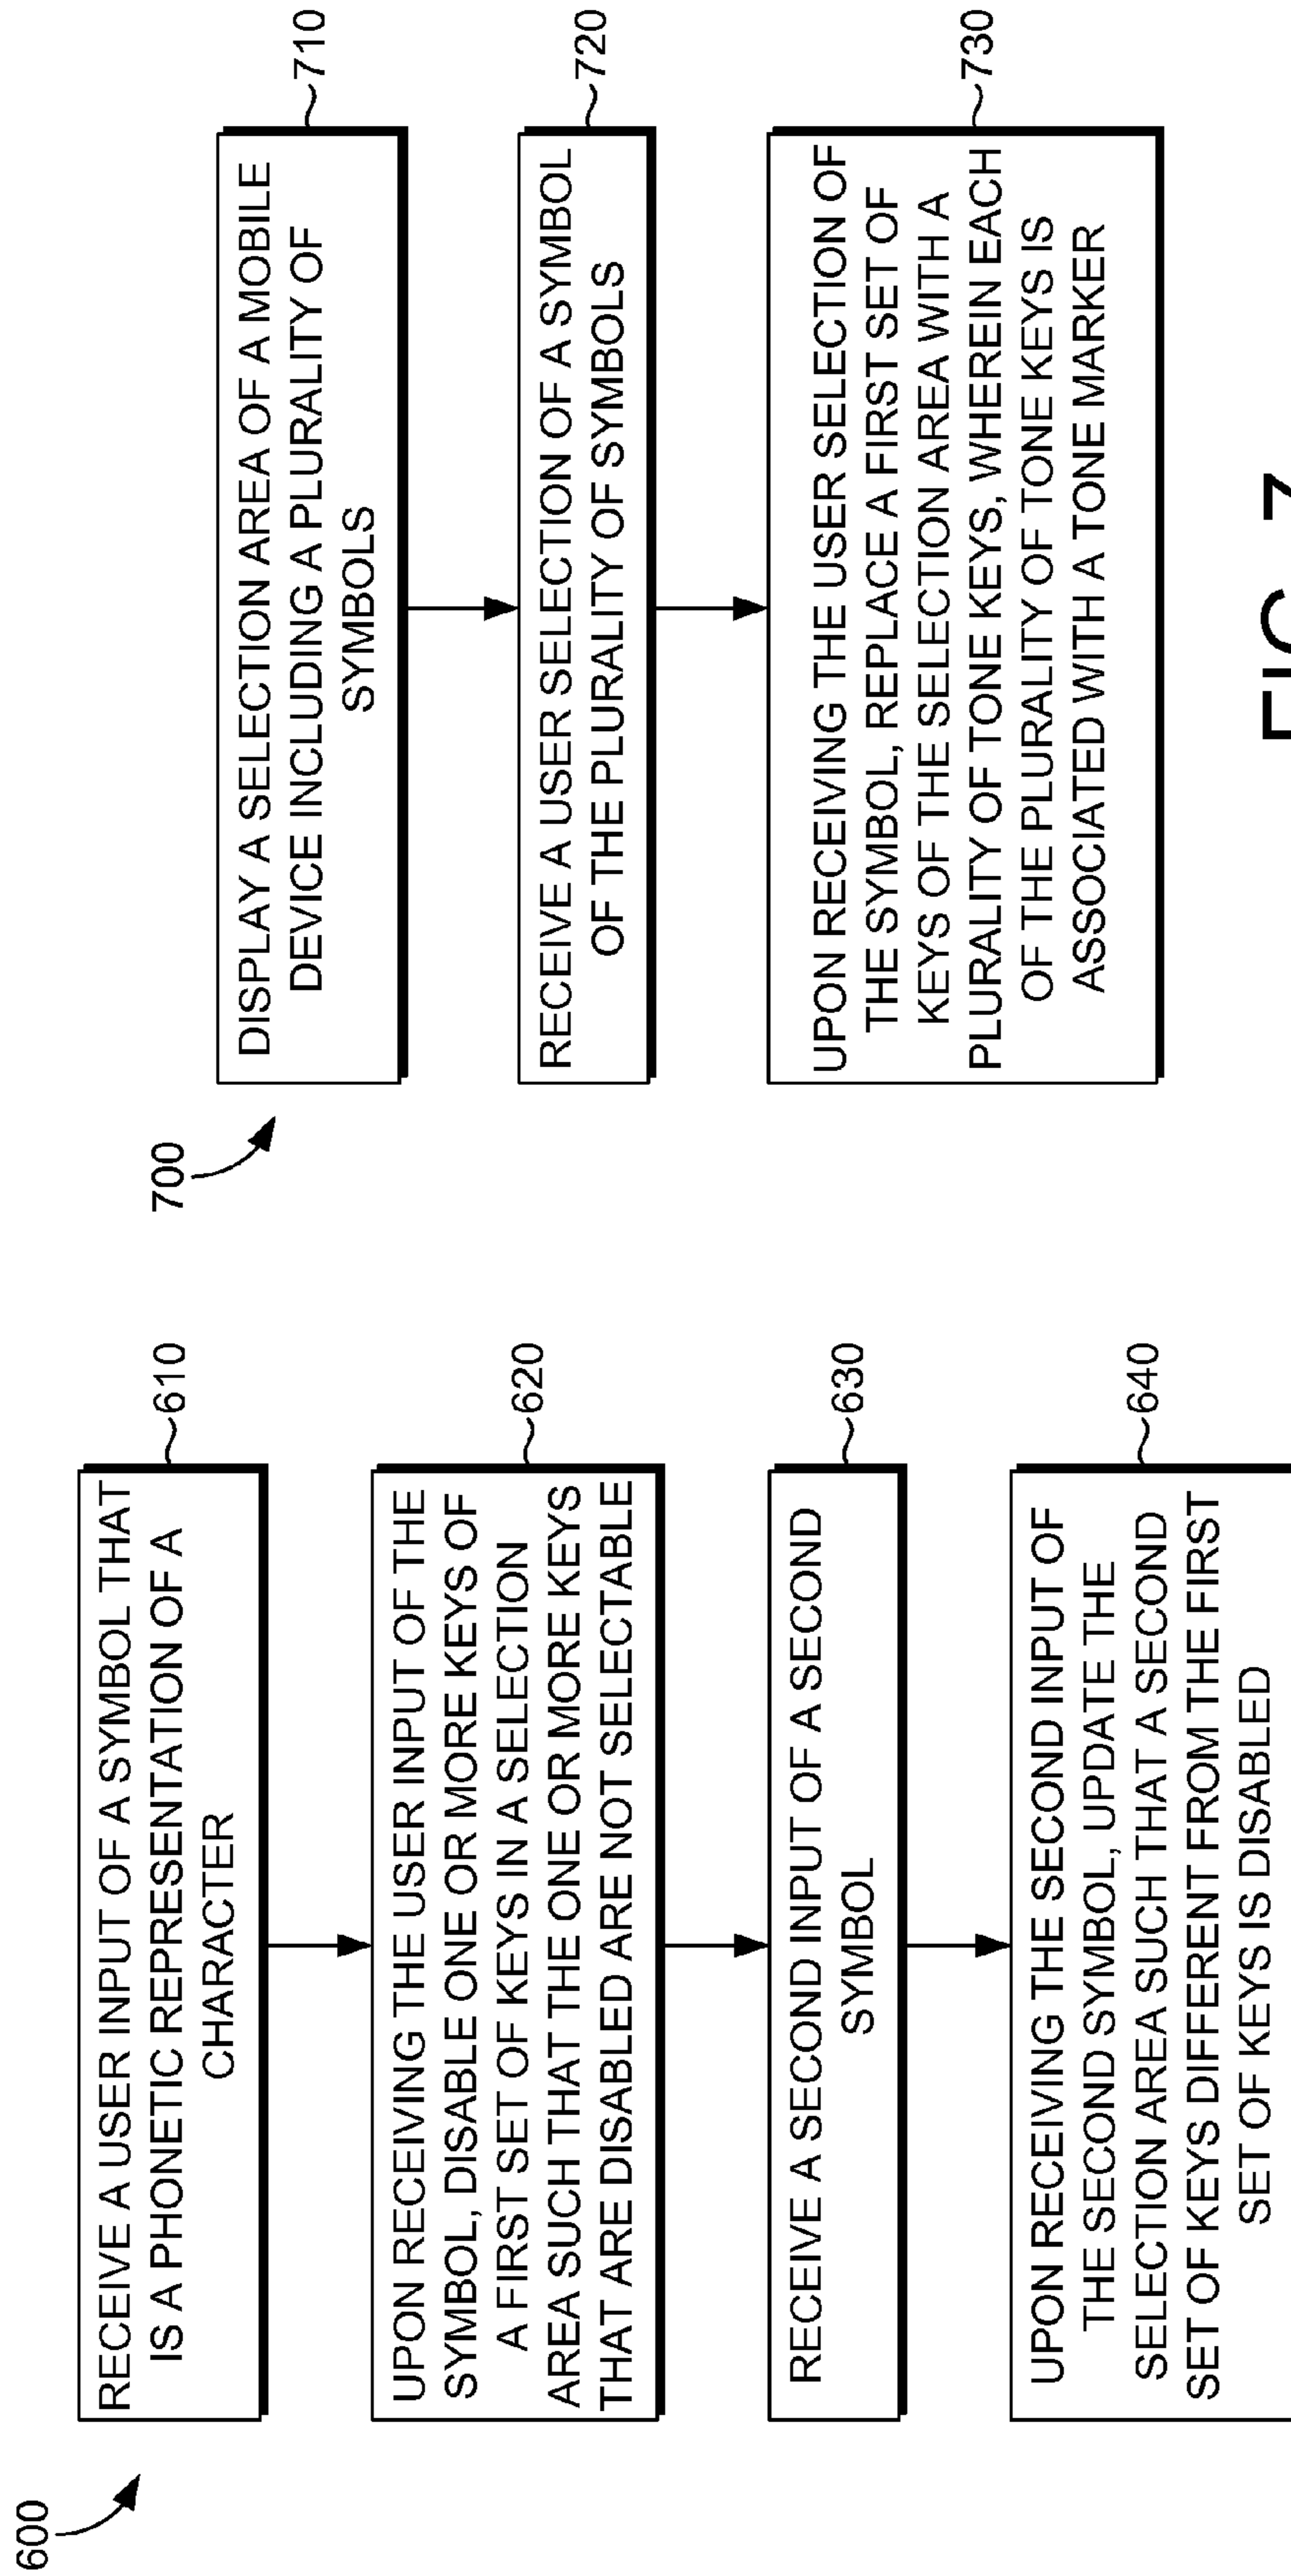 600
RECEIVE A USER INPUT OF A SYMBOL THAT
IS A PHONETIC REPRESENTATION OF A
CHARACTER
610
UPON RECEIVING THE USER INPUT OF THE
SYMBOL, DISABLE ONE OR MORE KEYS OF
A FIRST SET OF KEYS IN A SELECTION
AREA SUCH THAT THE ONE OR MORE KEYS
THAT ARE DISABLED ARE NOT SELECTABLE
620
RECEIVE A SECOND INPUT OF A SECOND
SYMBOL
630
UPON RECEIVING THE SECOND INPUT OF
THE SECOND SYMBOL, UPDATE THE
SELECTION AREA SUCH THAT A SECOND
SET OF KEYS DIFFERENT FROM THE FIRST
SET OF KEYS IS DISABLED
640
700
DISPLAY A SELECTION AREA OF A MOBILE
DEVICE INCLUDING A PLURALITY OF
SYMBOLS
710
RECEIVE A USER SELECTION OF A SYMBOL
OF THE PLURALITY OF SYMBOLS
720
UPON RECEIVING THE USER SELECTION OF
THE SYMBOL, REPLACE A FIRST SET OF
KEYS OF THE SELECTION AREA WITH A
PLURALITY OF TONE KEYS, WHEREIN EACH
OF THE PLURALITY OF TONE KEYS IS
ASSOCIATED WITH A TONE MARKER
730